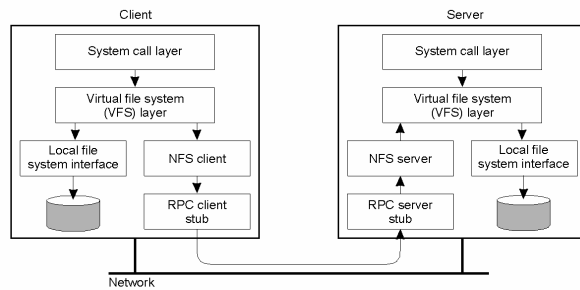 Client
Server
System call layer
System call layer
Virtual file system
(VFS) layer
Virtual file system
(VFS) layer
Local file
system interface
NFS client
NFS server
Local file
system interface
RPC client
stub
RPC server
stub
Network